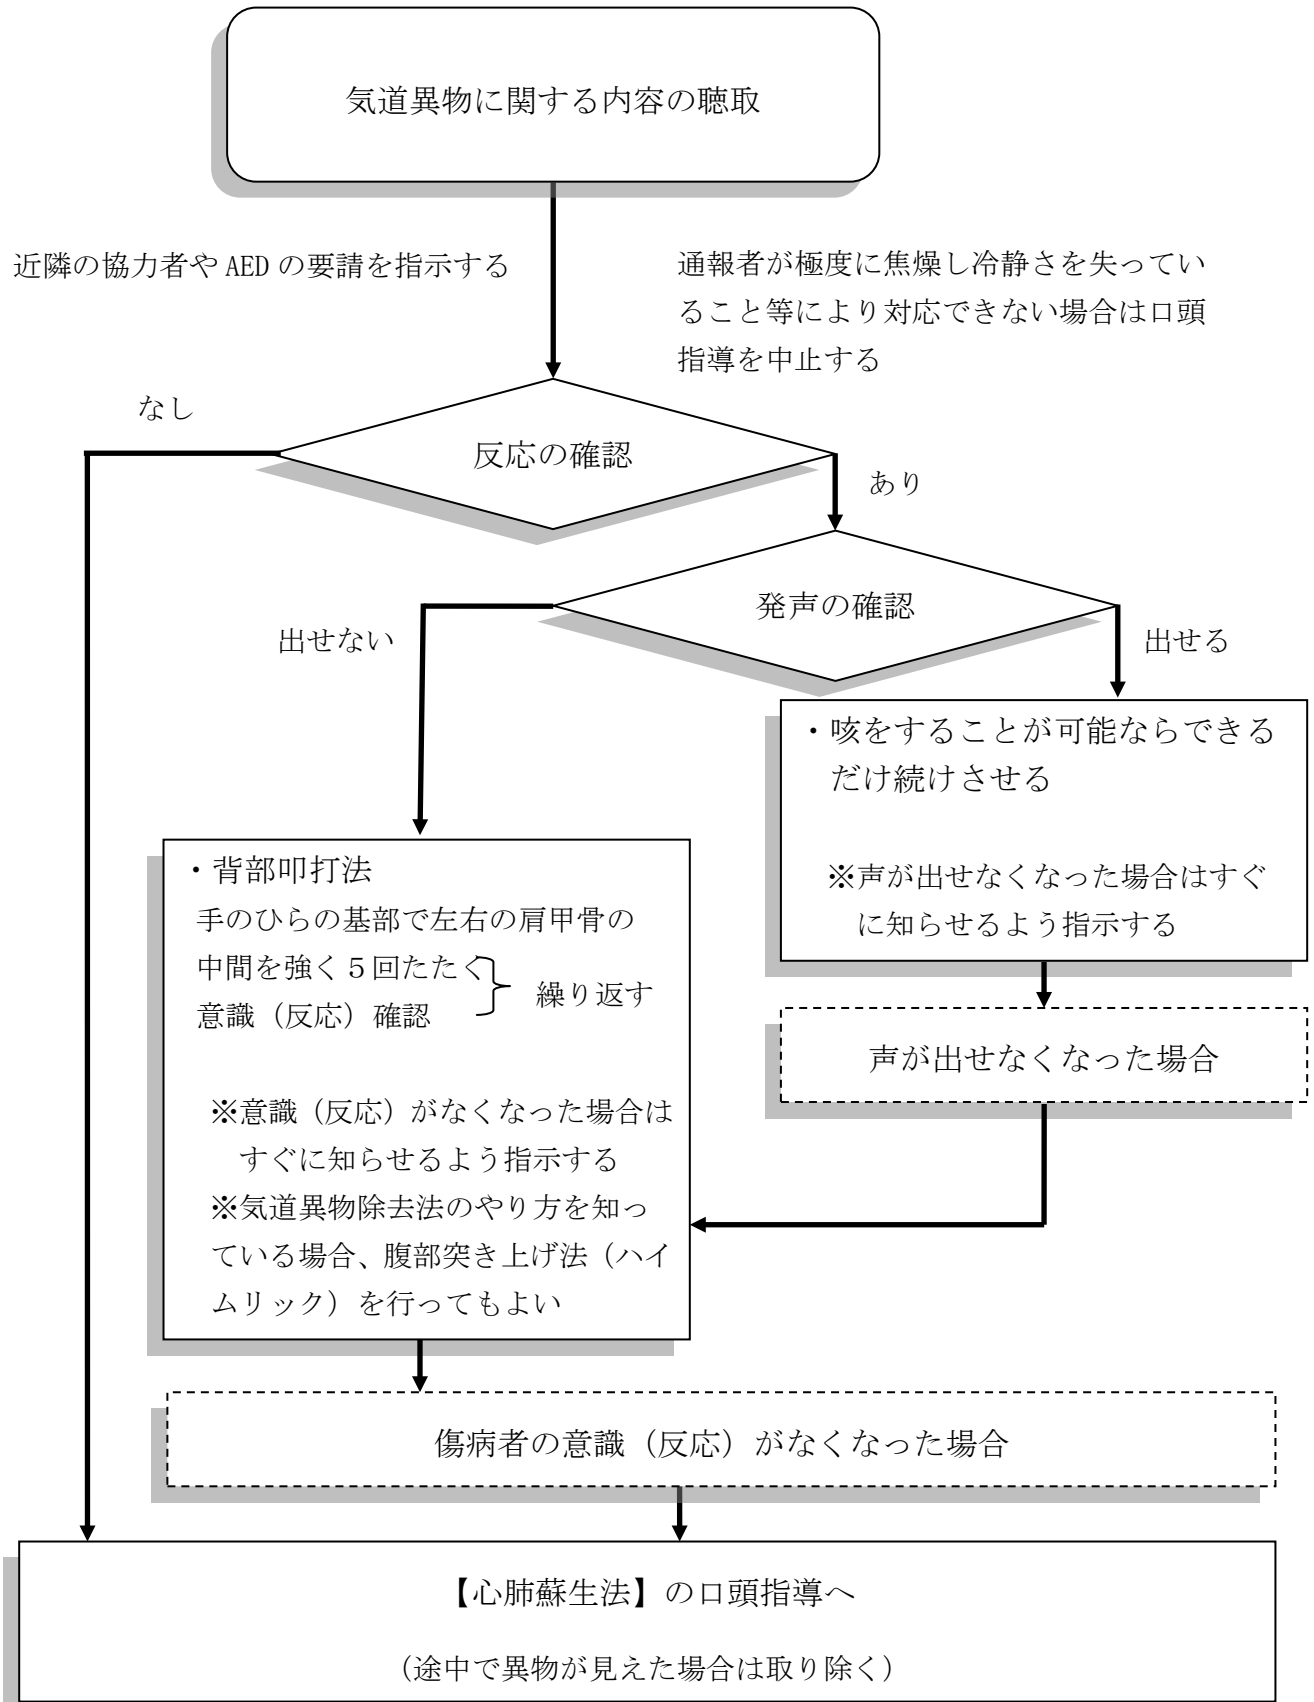 気道異物に関する内容の聴取
近隣の協力者や AED の要請を指示する
通報者が極度に焦燥し冷静さを失ってい
ること等により対応できない場合は口頭
指導を中止する
なし
反応の確認
あり
発声の確認
出せない
出せる
・咳をすることが可能ならできる
だけ続けさせる
※声が出せなくなった場合はすぐ
に知らせるよう指示する
・背部叩打法
手のひらの基部で左右の肩甲骨の
中間を強く５回たたく
意識（反応）確認
繰り返す
※意識（反応）がなくなった場合は
すぐに知らせるよう指示する
※気道異物除去法のやり方を知っ
ている場合、腹部突き上げ法（ハイ
ムリック）を行ってもよい
声が出せなくなった場合
傷病者の意識（反応）がなくなった場合
【心肺蘇生法】の口頭指導へ
（途中で異物が見えた場合は取り除く）